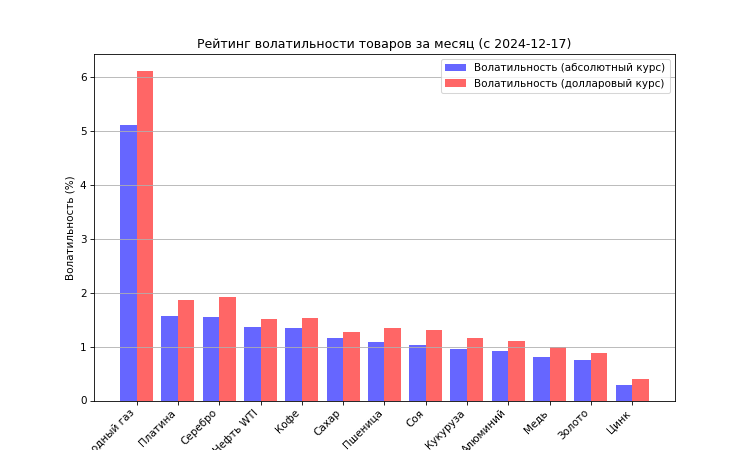 Рейтинг волатильности товаров за месяц (с 2024-12-17)
Волатильность (абсолютный курс)
Волатильность (долларовый курс)
Волатильность (%)
6
5
4
3
2
1
0
одный газ
Платина
Серебро
Нефть WTI
Кофе
Сахар
Пшеница
Соя
Кукуруза
Алюминий
Медь
Золото
Цинк